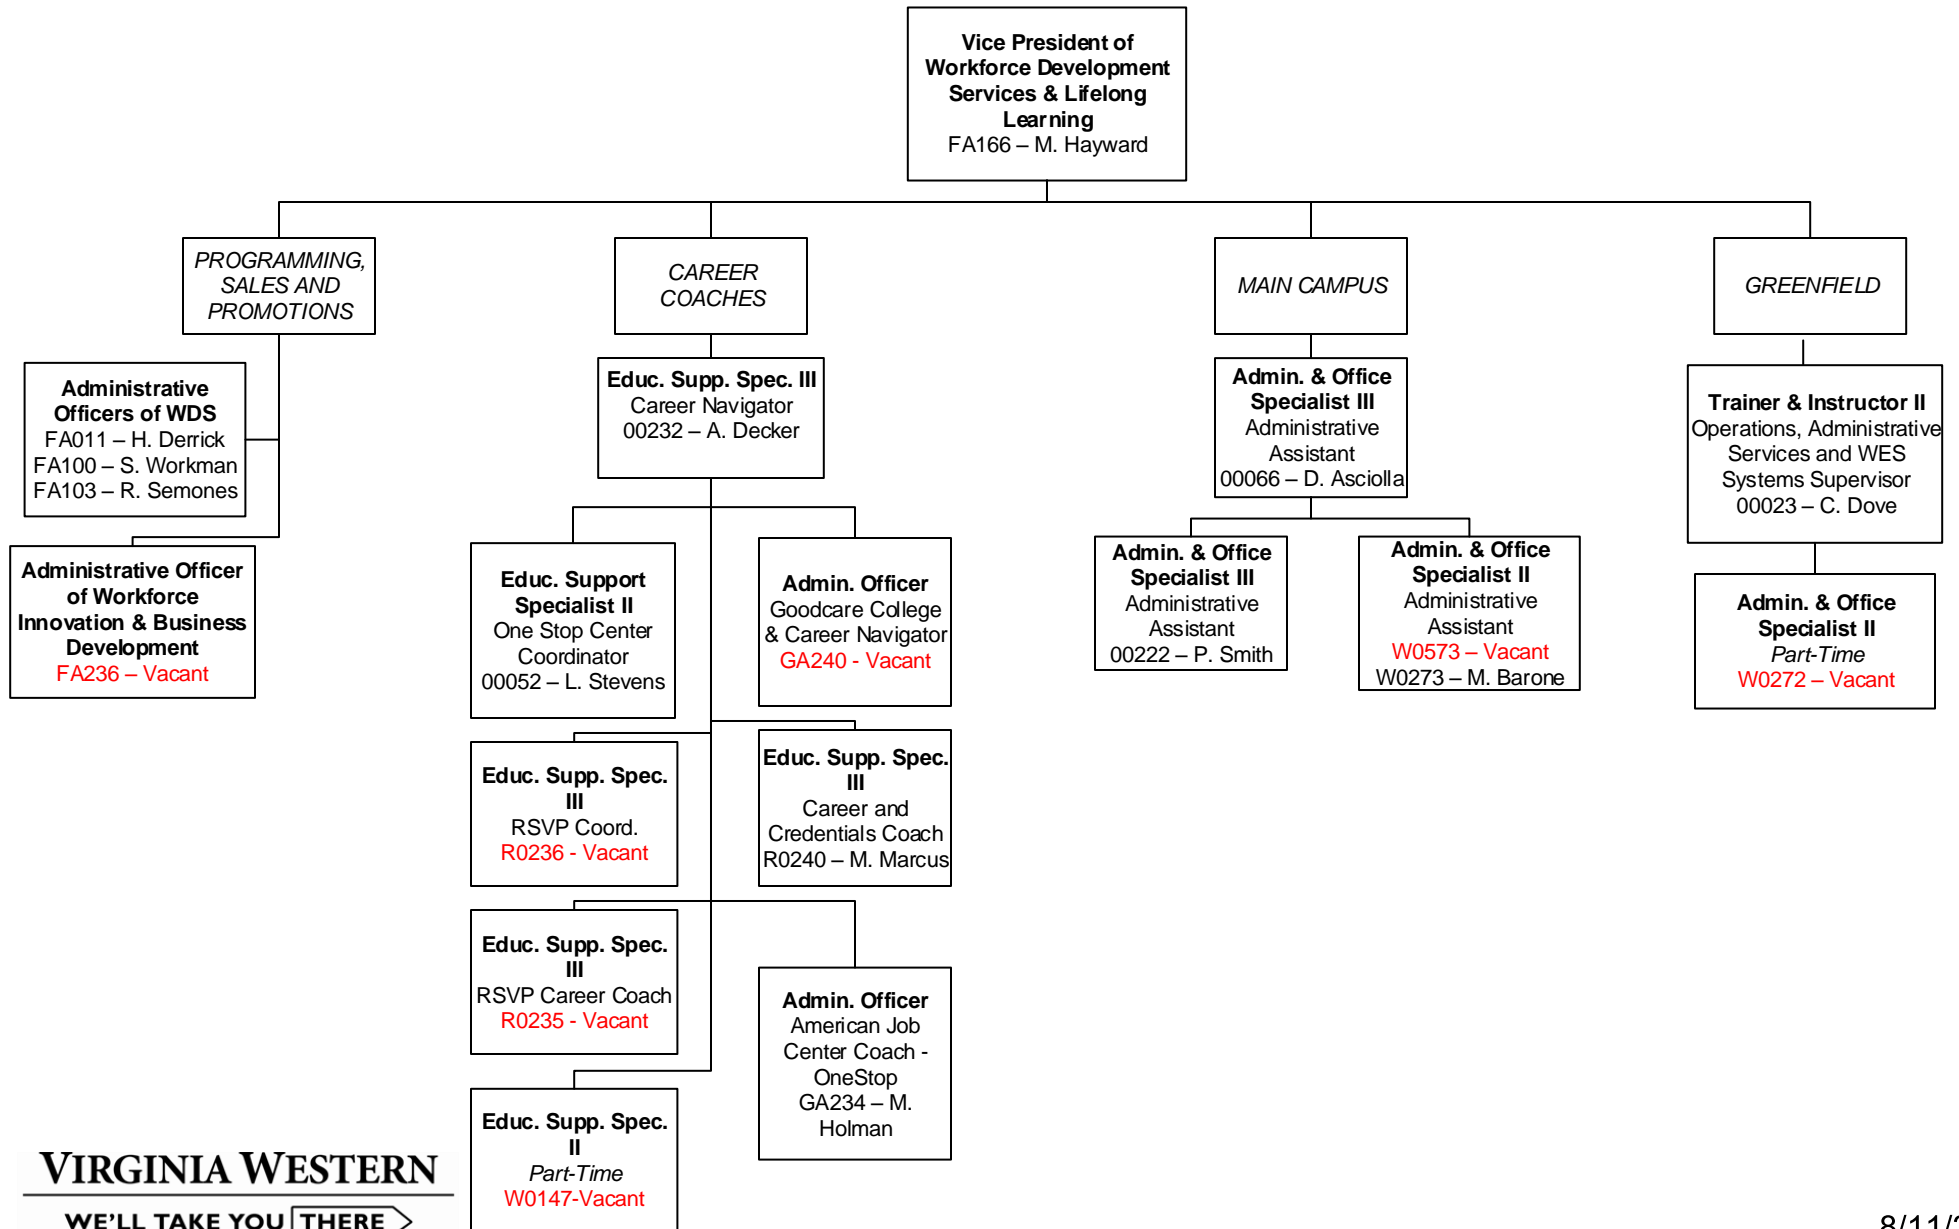 Vice President of
Workforce Development
Services & Lifelong
Learning
FA166 – M. Hayward
PROGRAMMING,
SALES AND
PROMOTIONS
CAREER
COACHES
MAIN CAMPUS
GREENFIELD
Administrative
Officers of WDS
FA011 – H. Derrick
FA100 – S. Workman
FA103 – R. Semones
Administrative Officer
of Workforce
Innovation & Business
Development
FA236 – Vacant
Educ. Supp. Spec. III
Career Navigator
00232 – A. Decker
Educ. Support
Specialist II
One Stop Center
Coordinator
00052 – L. Stevens
Admin. Officer
Goodcare College
& Career Navigator
GA240 - Vacant
Educ. Supp. Spec.
III
RSVP Coord.
R0236 - Vacant
Educ. Supp. Spec.
III
Career and
Credentials Coach
R0240 – M. Marcus
Educ. Supp. Spec.
III
RSVP Career Coach
R0235 - Vacant
Admin. Officer
American Job
Center Coach -
OneStop
GA234 – M.
Holman
Educ. Supp. Spec.
II
Part-Time
W0147-Vacant
Admin. & Office
Specialist III
Administrative
Assistant
00066 – D. Asciolla
Admin. & Office
Specialist III
Administrative
Assistant
00222 – P. Smith
Admin. & Office
Specialist II
Administrative
Assistant
W0573 – Vacant
W0273 – M. Barone
Trainer & Instructor II
Operations, Administrative
Services and WES
Systems Supervisor
00023 – C. Dove
Admin. & Office
Specialist II
Part-Time
W0272 – Vacant
VIRGINIA WESTERN
WE'LL TAKE YOU THERE